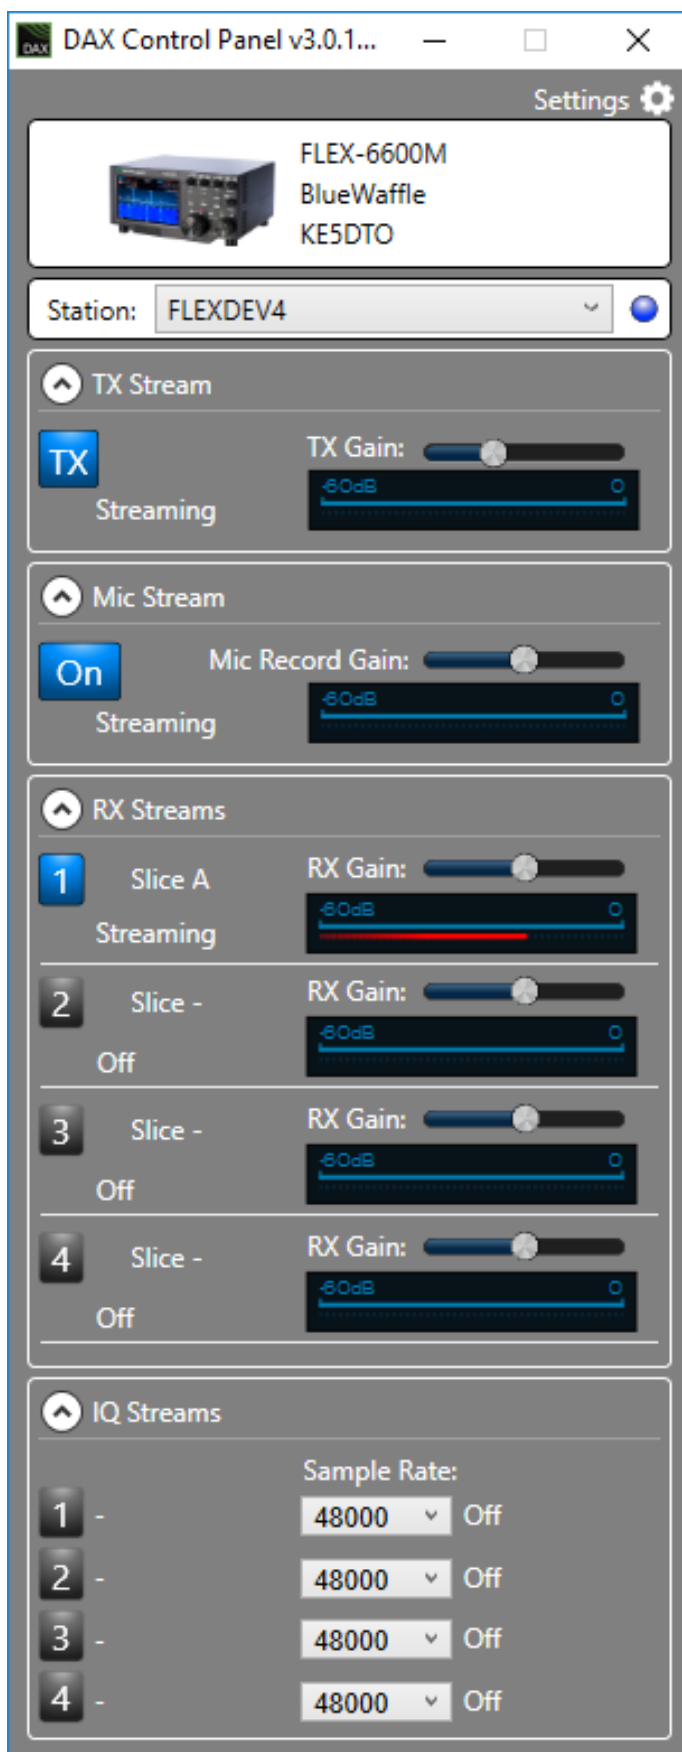 DAX DAX Control Panel v3.0.1...
Settings
FLEX-6600M
BlueWaffle
KE5DTO
Station: FLEXDEV4
TX Stream
TX TX Gain:
-60dB 0
Streaming
Mic Stream
On Mic Record Gain:
-60dB 0
Streaming
RX Streams
1 Slice A RX Gain:
-60dB 0
Streaming
2 Slice - RX Gain:
-60dB 0
Off
3 Slice - RX Gain:
-60dB 0
Off
4 Slice - RX Gain:
-60dB 0
Off
IQ Streams
Sample Rate:
1 - 48000 Off
2 - 48000 Off
3 - 48000 Off
4 - 48000 Off